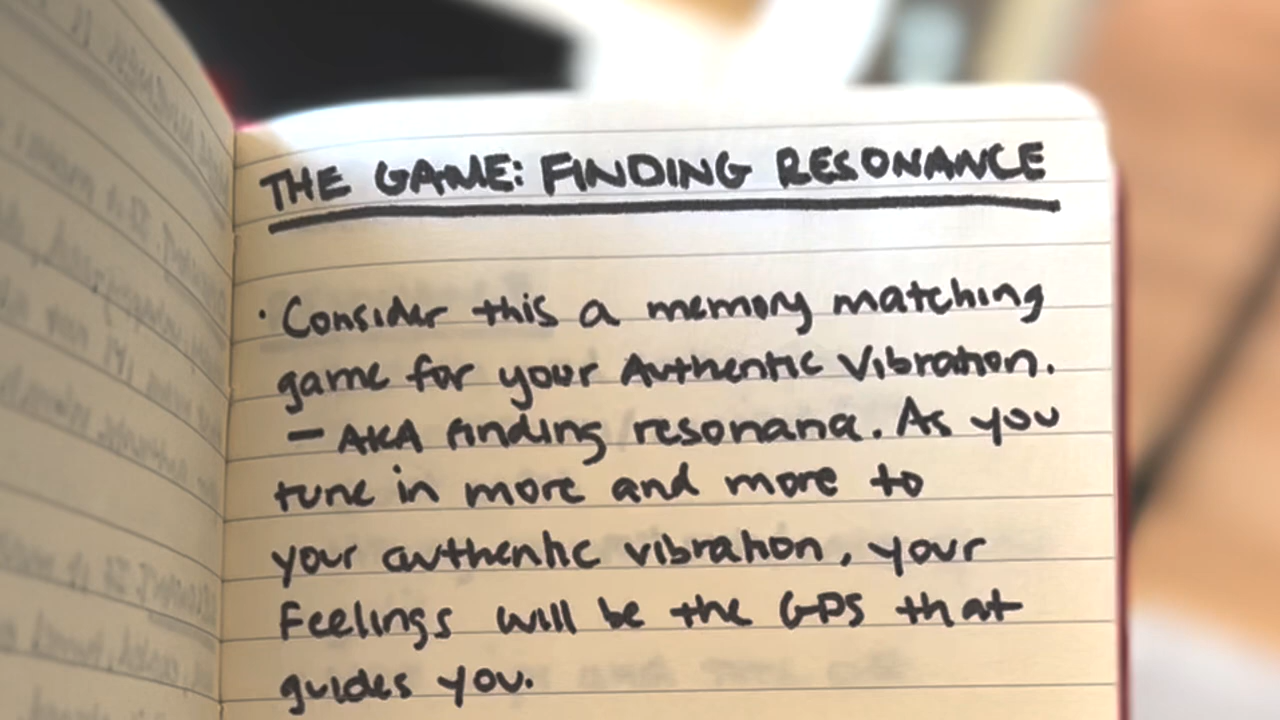 THE GAME: FINDING RESONANCE
· Consider this a memory matching
game for your Authentic Vibration.
— AKA finding resonance. As you
tune in more and more to
your authentic vibration, your
Feelings will be the GPS that
guides you.